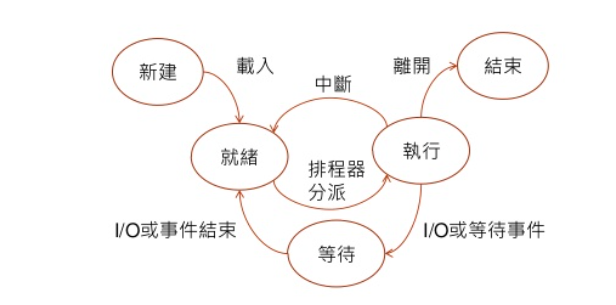 新建
載入
中斷
離開
結束
就緒
排程器
分派
執行
I/O或事件結束
等待
I/O或等待事件